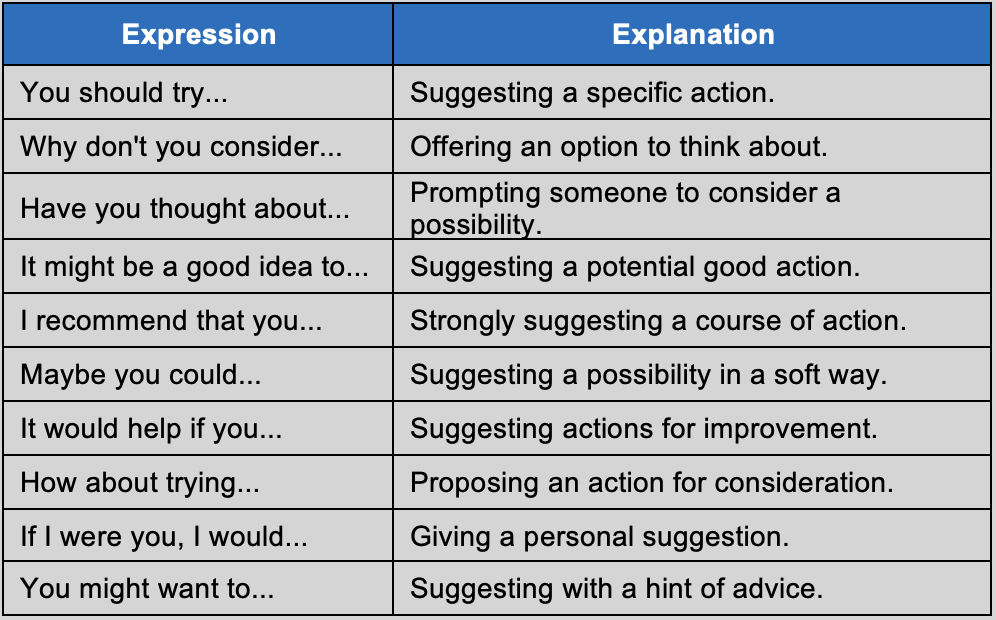 Expression Explanation
You should try... Suggesting a specific action.
Why don't you consider... Offering an option to think about.
Have you thought about... Prompting someone to consider a
possibility.
It might be a good idea to... Suggesting a potential good action.
I recommend that you... Strongly suggesting a course of action.
Maybe you could... Suggesting a possibility in a soft way.
It would help if you... Suggesting actions for improvement.
How about trying... Proposing an action for consideration.
If I were you, I would... Giving a personal suggestion.
You might want to... Suggesting with a hint of advice.